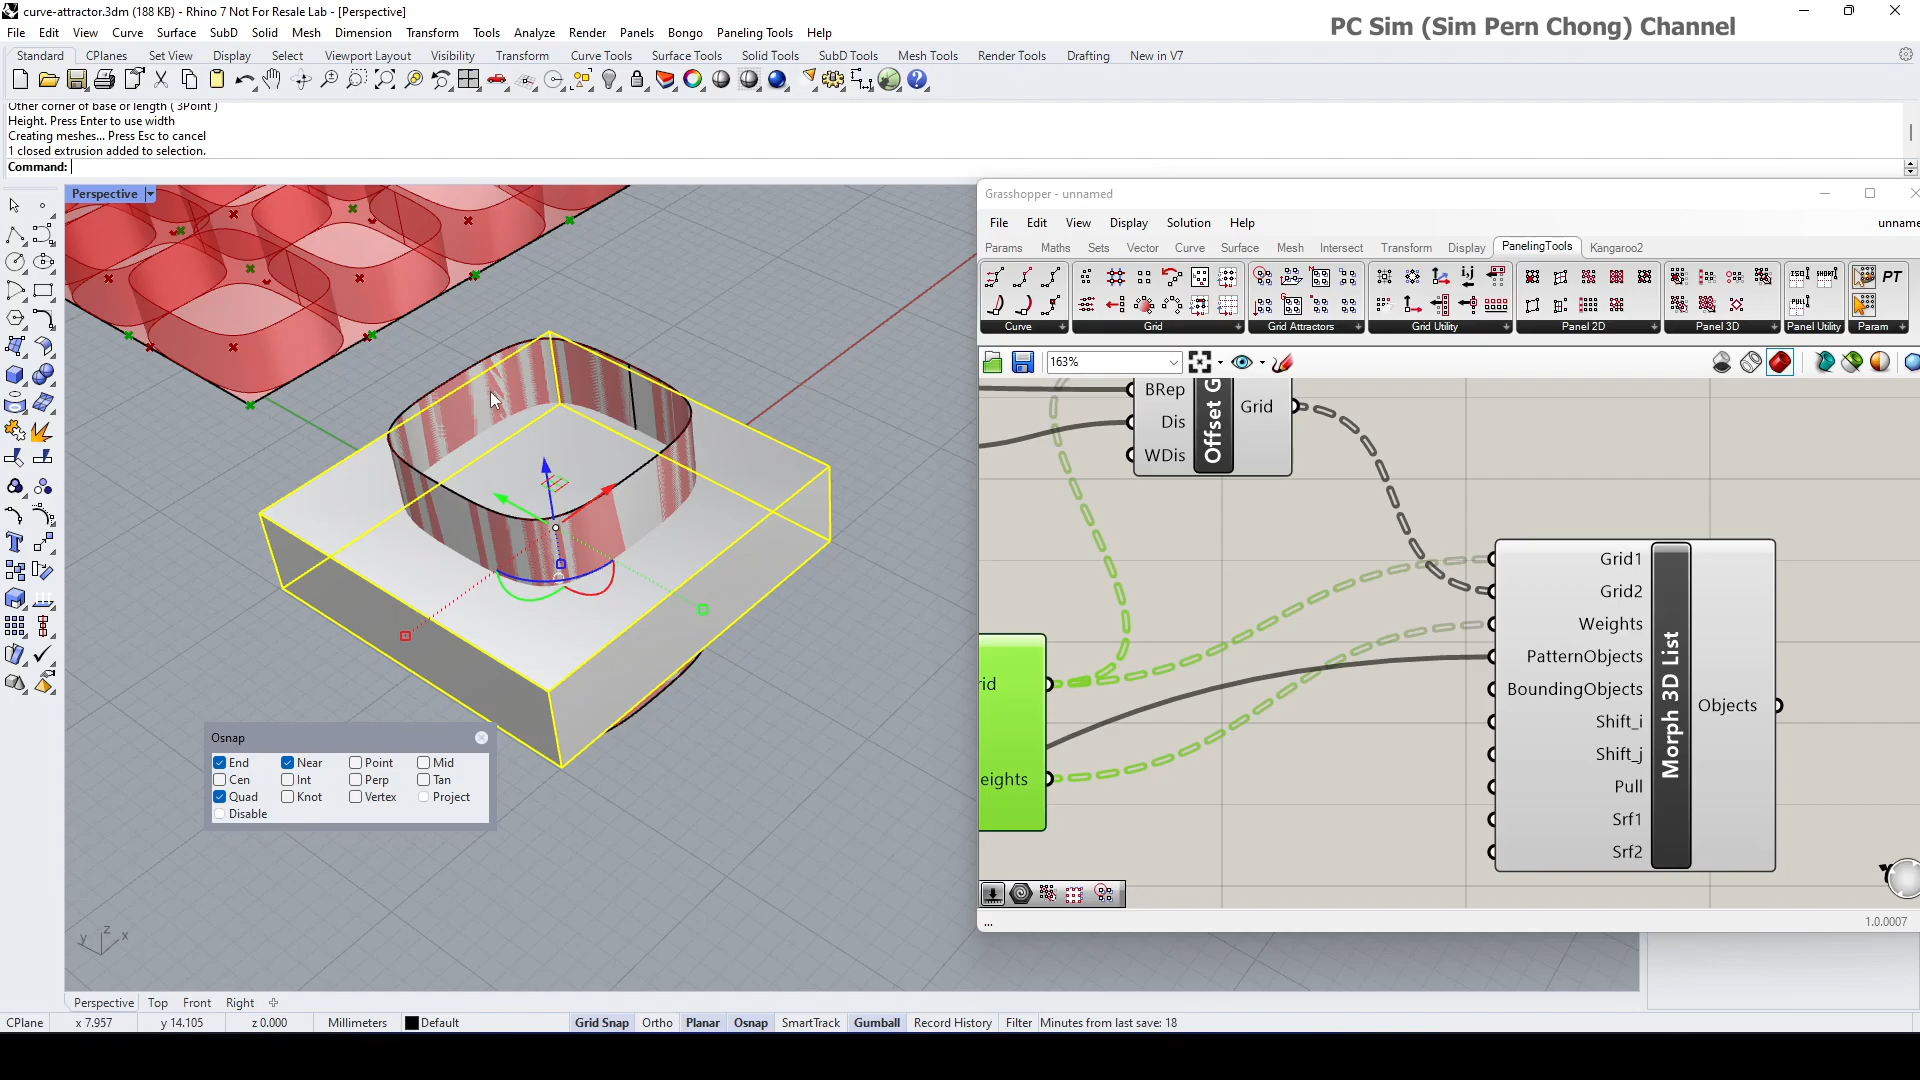 curve-attractor.3dm (188 KB) - Rhino 7 Not For Resale Lab - [Perspective]
PC Sim (Sim Pern Chong) Channel
File Edit View Curve Surface SubD Solid Mesh Dimension Transform Tools Analyze Render Panels Bongo Paneling Tools Help
Standard CPlanes Set View Display Select Viewport Layout Visibility Transform Curve Tools Surface Tools Solid Tools SubD Tools Mesh Tools Render Tools Drafting New in V7
Other corner of base or length ( 3Point )
Height. Press Enter to use width
Creating meshes... Press Esc to cancel
1 closed extrusion added to selection.
Command:
Perspective
Grasshopper - unnamed
File Edit View Display Solution Help
unname
Params Maths Sets Vector Curve Surface Mesh Intersect Transform Display PanelingTools Kangaroo2
PT
Curve Grid Grid Attractors Grid Utility Panel 2D Panel 3D Panel Utility Param
163%
BRep
Dis
WDis
Offset G
Grid
Grid1
Grid2
Weights
PatternObjects
BoundingObjects
Shift_i
Shift_j
Pull
Srf1
Srf2
Morph 3D List
Objects
rid
eights
Osnap
End Near Point Mid
Cen Int Perp Tan
Quad Knot Vertex Project
Disable
...
1.0.0007
z
y x
Perspective Top Front Right
CPlane x 7.957 y 14.105 z 0.000 Millimeters Default Grid Snap Ortho Planar Osnap SmartTrack Gumball Record History Filter Minutes from last save: 18